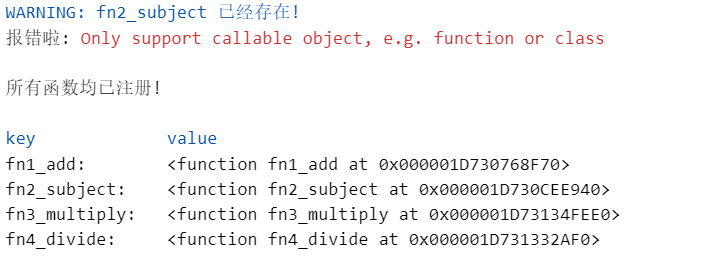 WARNING: fn2_subject 已经存在!
报错啦: Only support callable object, e.g. function or class
所有函数均已注册!
key value
fn1_add: <function fn1_add at 0x000001D730768F70>
fn2_subject: <function fn2_subject at 0x000001D730CEE940>
fn3_multiply: <function fn3_multiply at 0x000001D73134FEE0>
fn4_divide: <function fn4_divide at 0x000001D731332AF0>